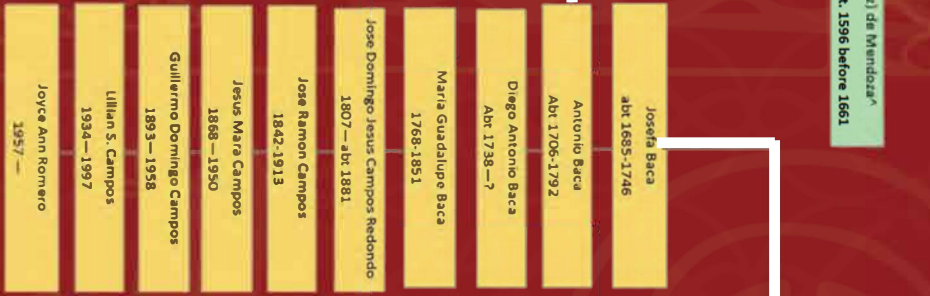 z) de Mendoza^
t. 1596 before 1661
Josefa Baca
abt 1685-1746
Antonio Baca
Abt 1706-1792
Diego Antonio Baca
Abt 1738—?
Maria Guadalupe Baca
1768-1851
Jose Domingo Jesus Campos Redondo
1807— abt 1881
Jose Ramon Campos
1842-1913
Jesus Mara Campos
1868—1950
Guillermo Domingo Campos
1893—1958
Lillian S. Campos
1934—1997
Joyce Ann Romero
1957—